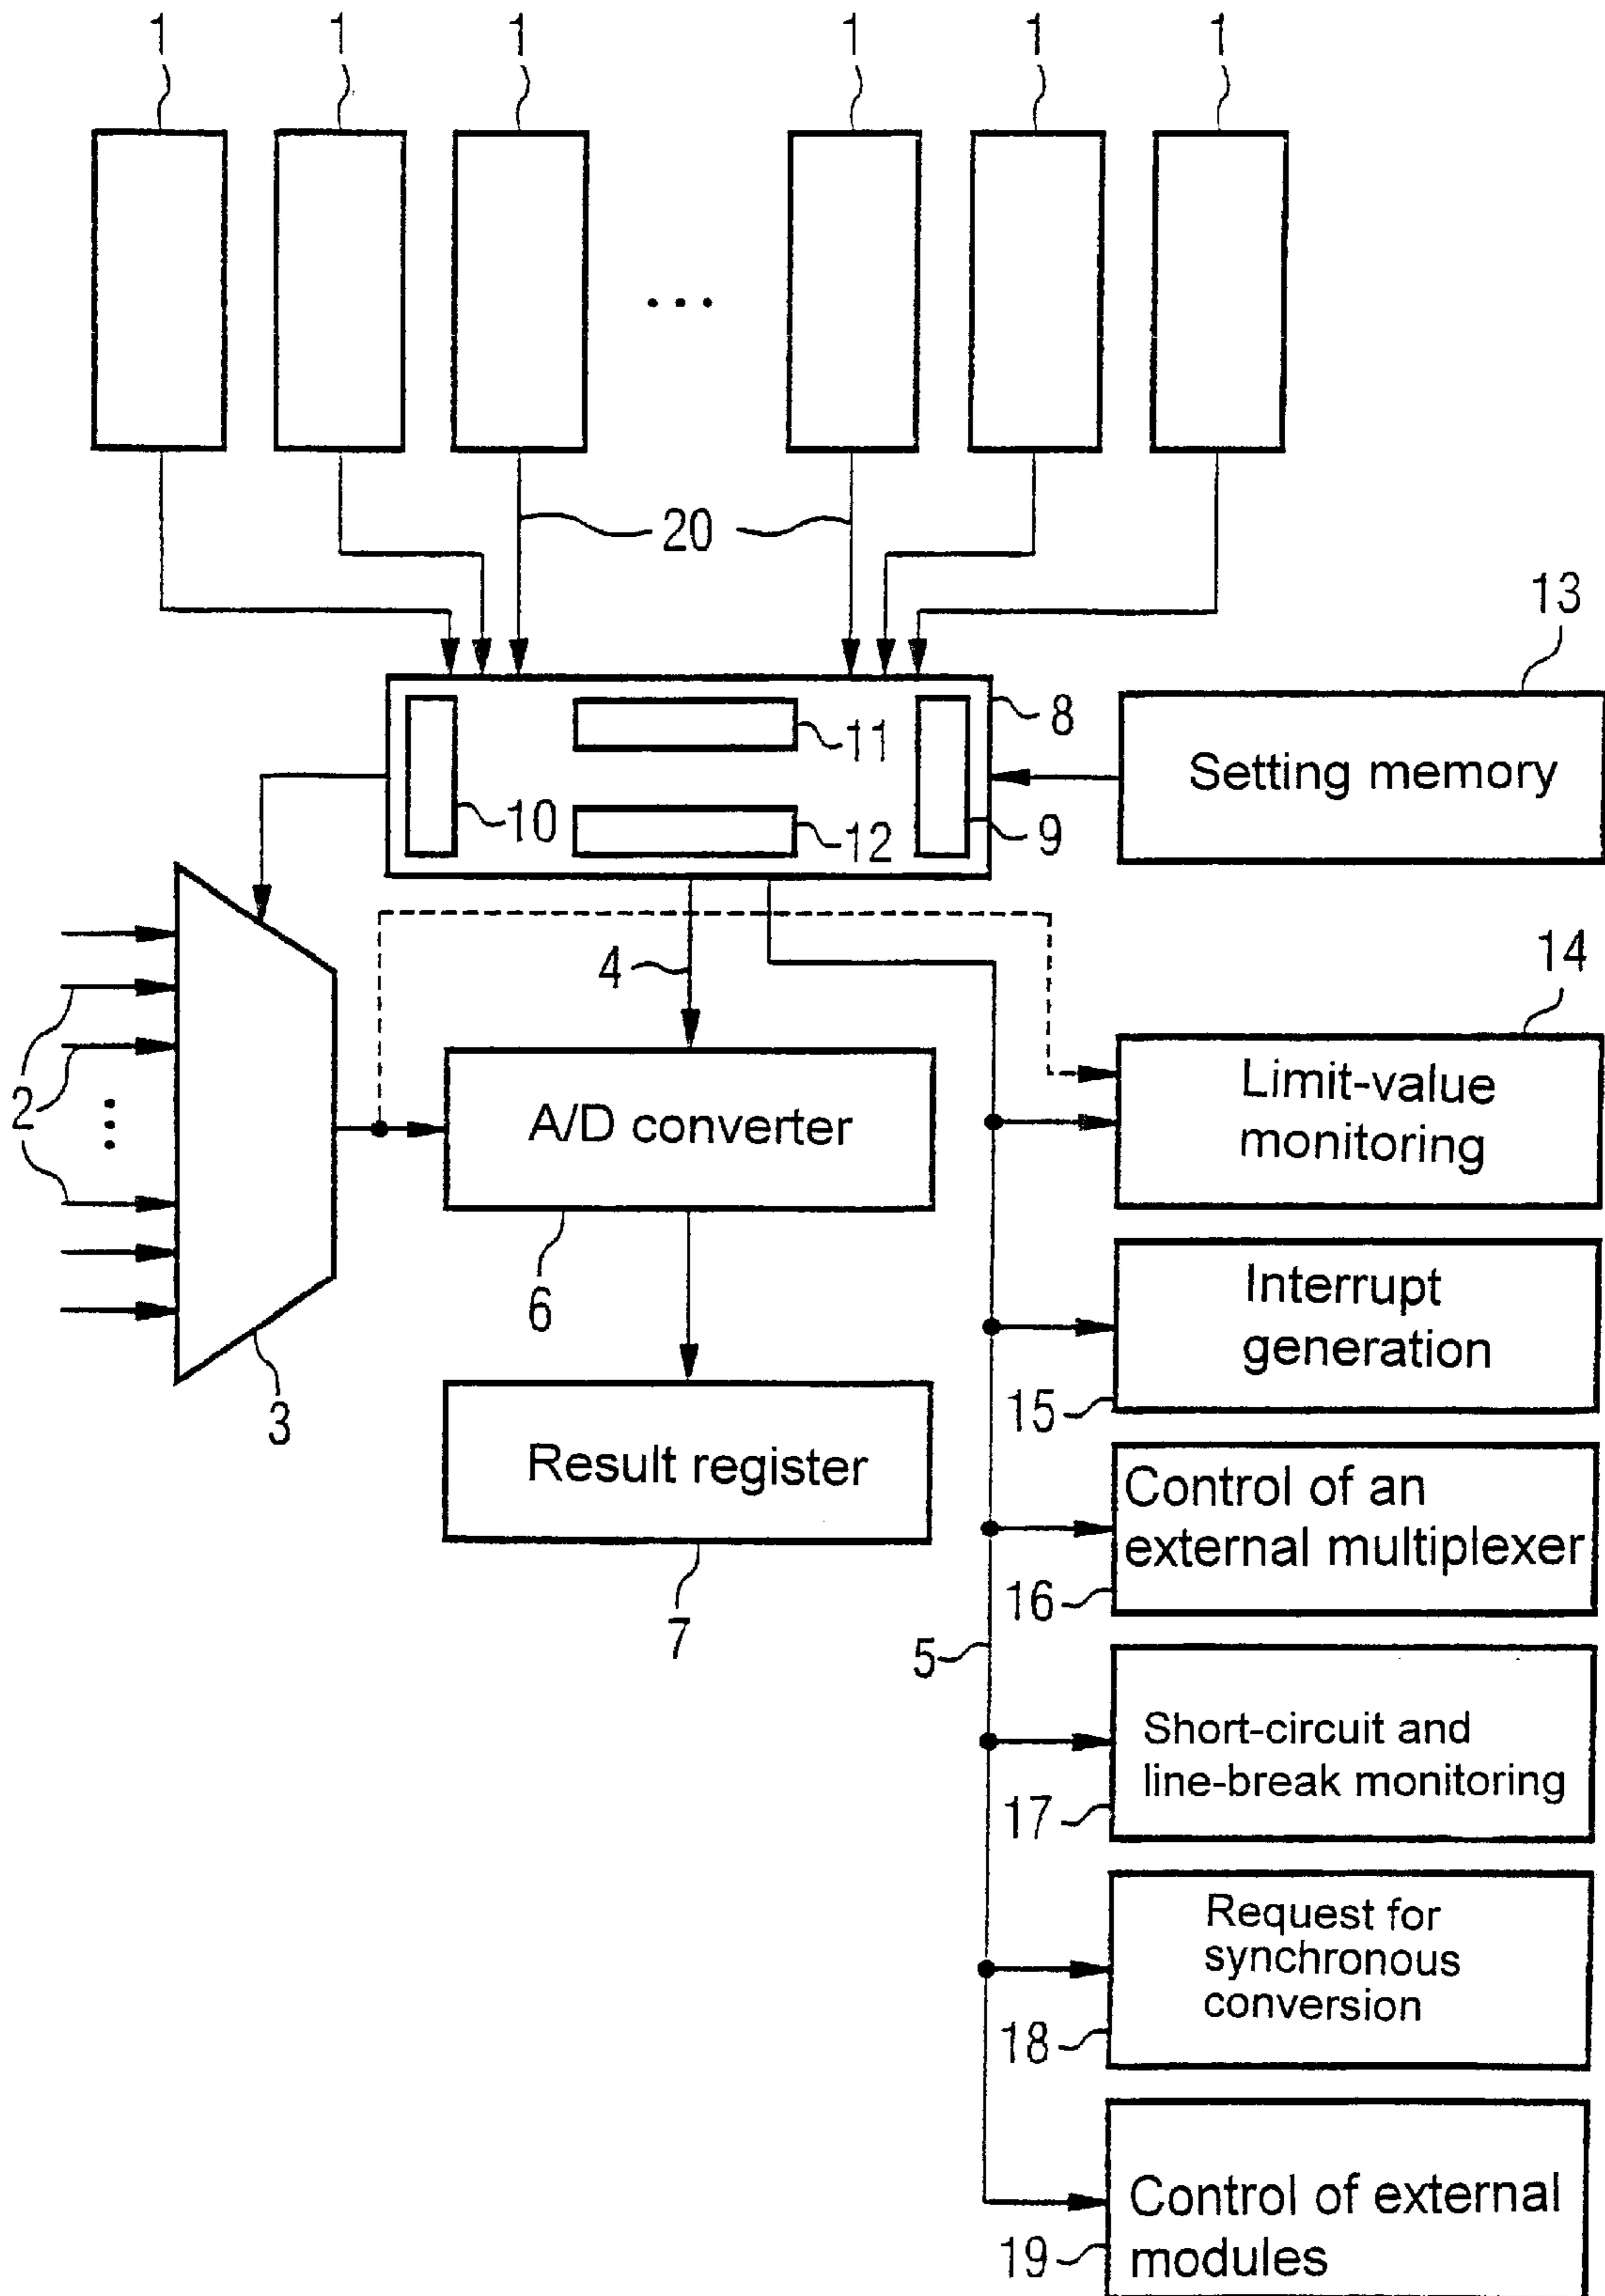 1 1 1 1 1 1
...
20
13
8
11
Setting memory
10
12
9
4
14
Limit-value
monitoring
2
...
A/D converter
6
Interrupt
generation
15
3
Result register
Control of an
external multiplexer
16
7
5
Short-circuit and
line-break monitoring
17
Request for
synchronous
conversion
18
Control of external
modules
19